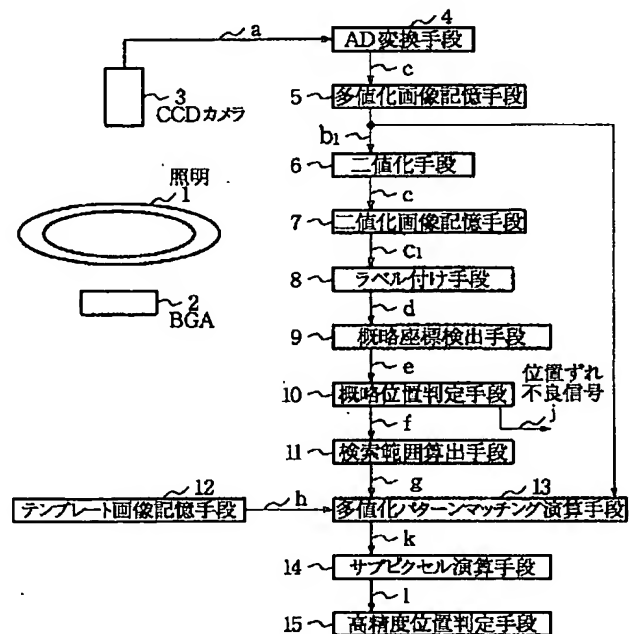 a
4
AD変換手段
3
CCDカメラ
c
5
多値化画像記憶手段
b1
6
二値化手段
照明
1
c
7
二値化画像記憶手段
c1
8
ラベル付け手段
2
BGA
d
9
概略座標検出手段
e
位置ずれ
不良信号
10
概略位置判定手段
j
f
11
検索範囲算出手段
g
12
テンプレート画像記憶手段
h
13
多値化パターンマッチング演算手段
k
14
サブピクセル演算手段
l
15
高精度位置判定手段